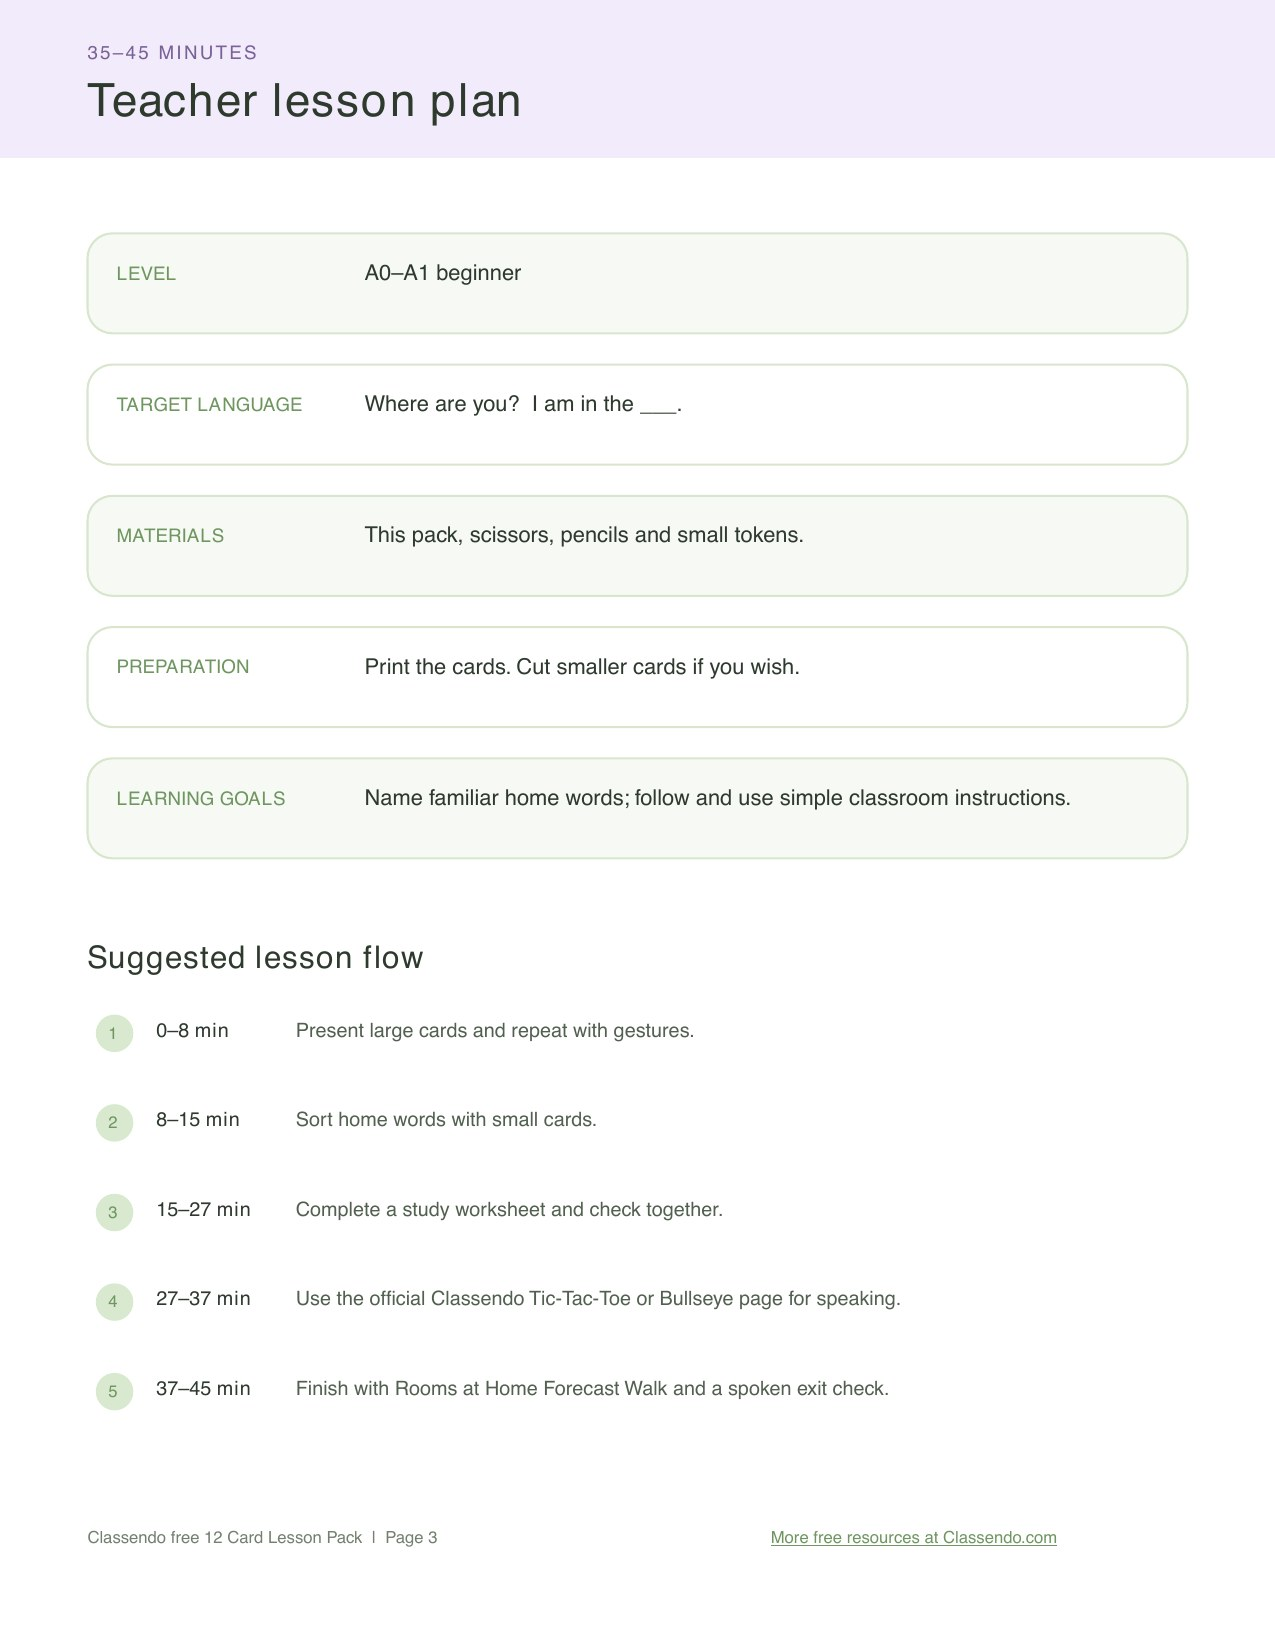 35–45 MINUTES
Teacher lesson plan
LEVEL A0–A1 beginner
TARGET LANGUAGE Where are you?  I am in the ___.
MATERIALS This pack, scissors, pencils and small tokens.
PREPARATION Print the cards. Cut smaller cards if you wish.
LEARNING GOALS Name familiar home words; follow and use simple classroom instructions.
Suggested lesson flow
1 0–8 min Present large cards and repeat with gestures.
2 8–15 min Sort home words with small cards.
3 15–27 min Complete a study worksheet and check together.
4 27–37 min Use the official Classendo Tic-Tac-Toe or Bullseye page for speaking.
5 37–45 min Finish with Rooms at Home Forecast Walk and a spoken exit check.
Classendo free 12 Card Lesson Pack | Page 3 More free resources at Classendo.com